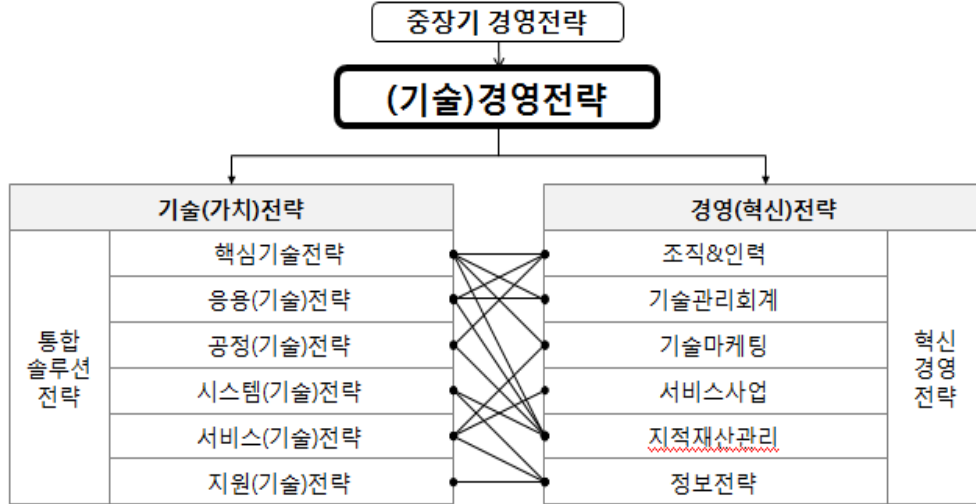 중장기 경영전략
(기술)경영전략
기술(가치)전략
경영(혁신)전략
통합
솔루션
전략
핵심기술전략
응용(기술)전략
공정(기술)전략
시스템(기술)전략
서비스(기술)전략
지원(기술)전략
조직&인력
기술관리회계
기술마케팅
서비스사업
지적재산관리
정보전략
혁신
경영
전략